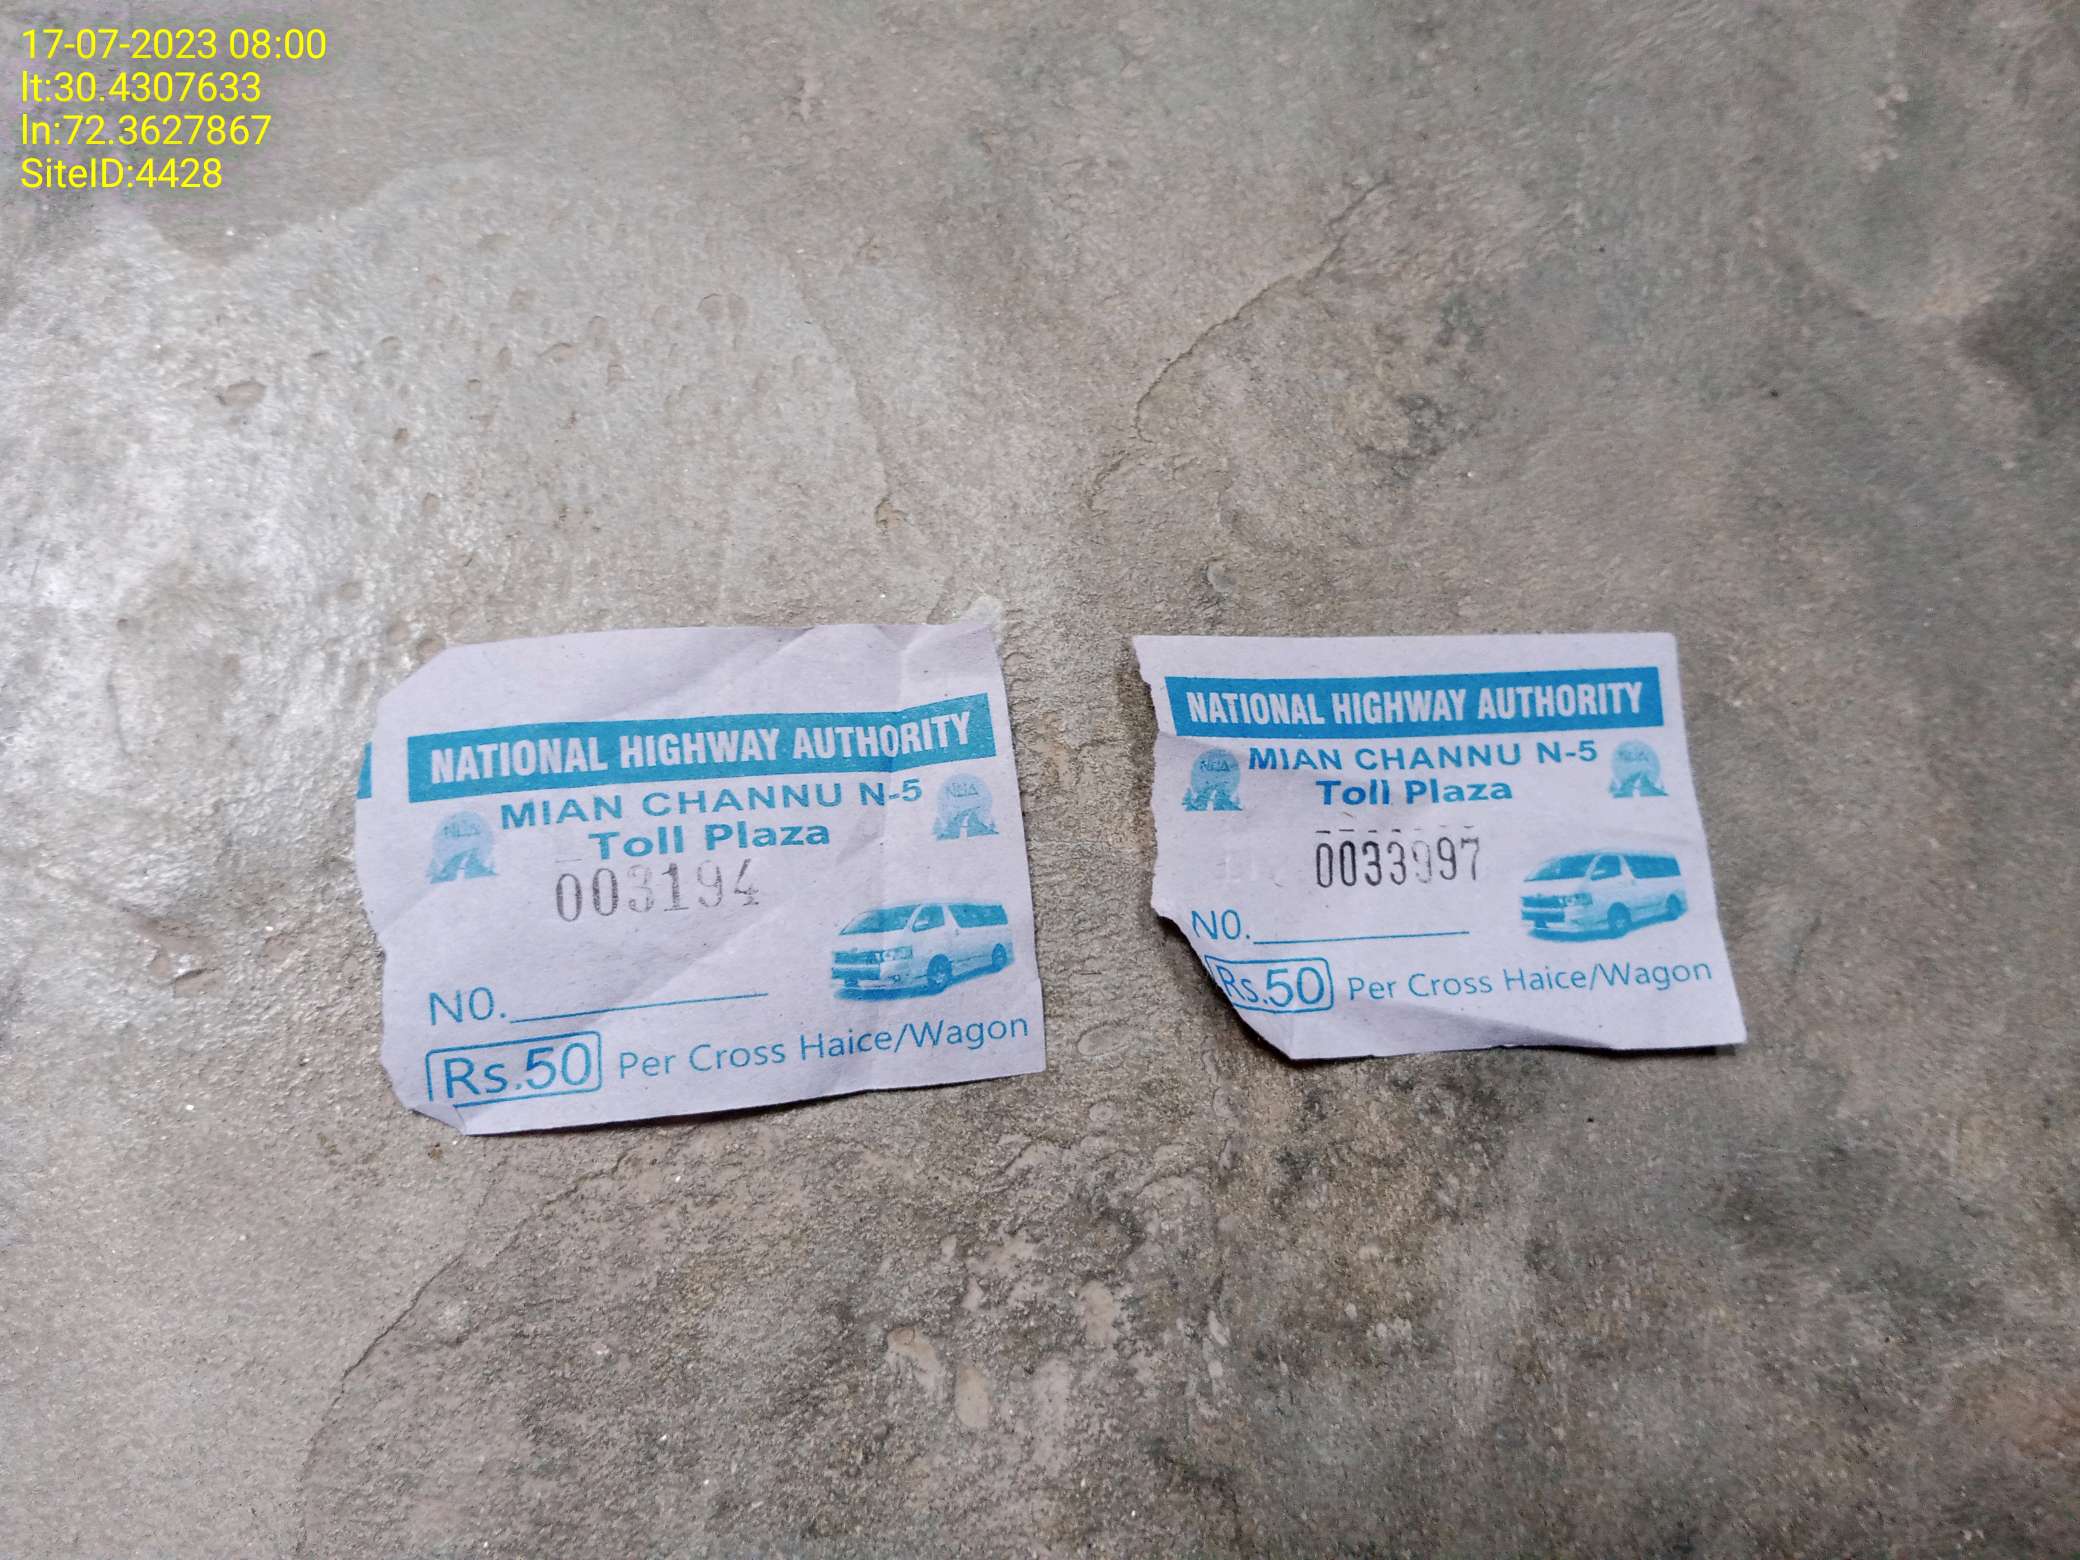 17-07-2023 08:00
lt:30.4307633
ln:72.3627867
SiteID:4428
NATIONAL HIGHWAY AUTHORITY
MIAN CHANNU N-5
Toll Plaza
003194
NO.
Rs.50 Per Cross Haice/Wagon
NATIONAL HIGHWAY AUTHORITY
MIAN CHANNU N-5
Toll Plaza
0033997
NO.
Rs.50 Per Cross Haice/Wagon